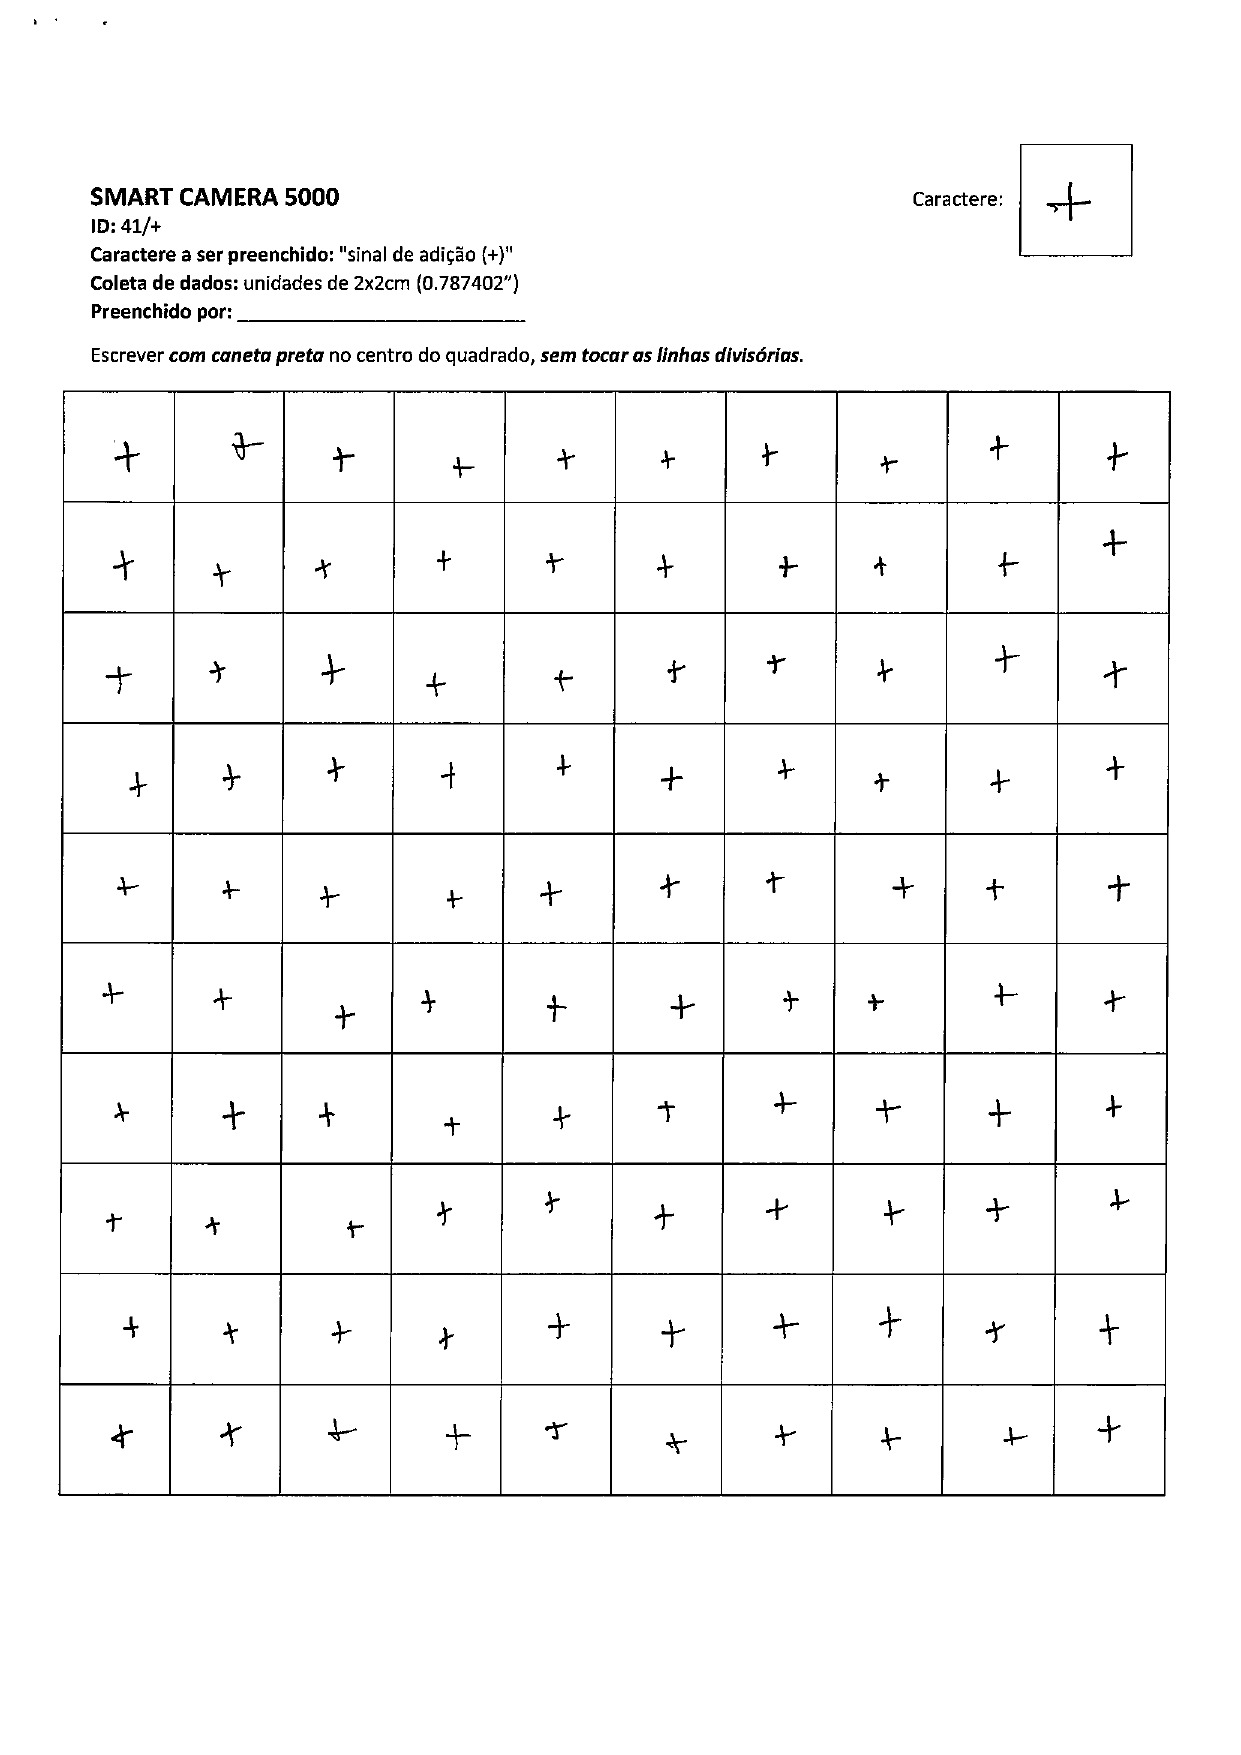 SMART CAMERA 5000
Caractere: +
ID: 41/+
Caractere a ser preenchido: "sinal de adição (+)"
Coleta de dados: unidades de 2x2cm (0.787402”)
Preenchido por: ____________________________
Escrever com caneta preta no centro do quadrado, sem tocar as linhas divisórias.
+ + + + + + + + + +
+ + + + + + + + + +
+ + + + + + + + + +
+ + + + + + + + + +
+ + + + + + + + + +
+ + + + + + + + + +
+ + + + + + + + + +
+ + + + + + + + + +
+ + + + + + + + + +
+ + + + + + + + + +